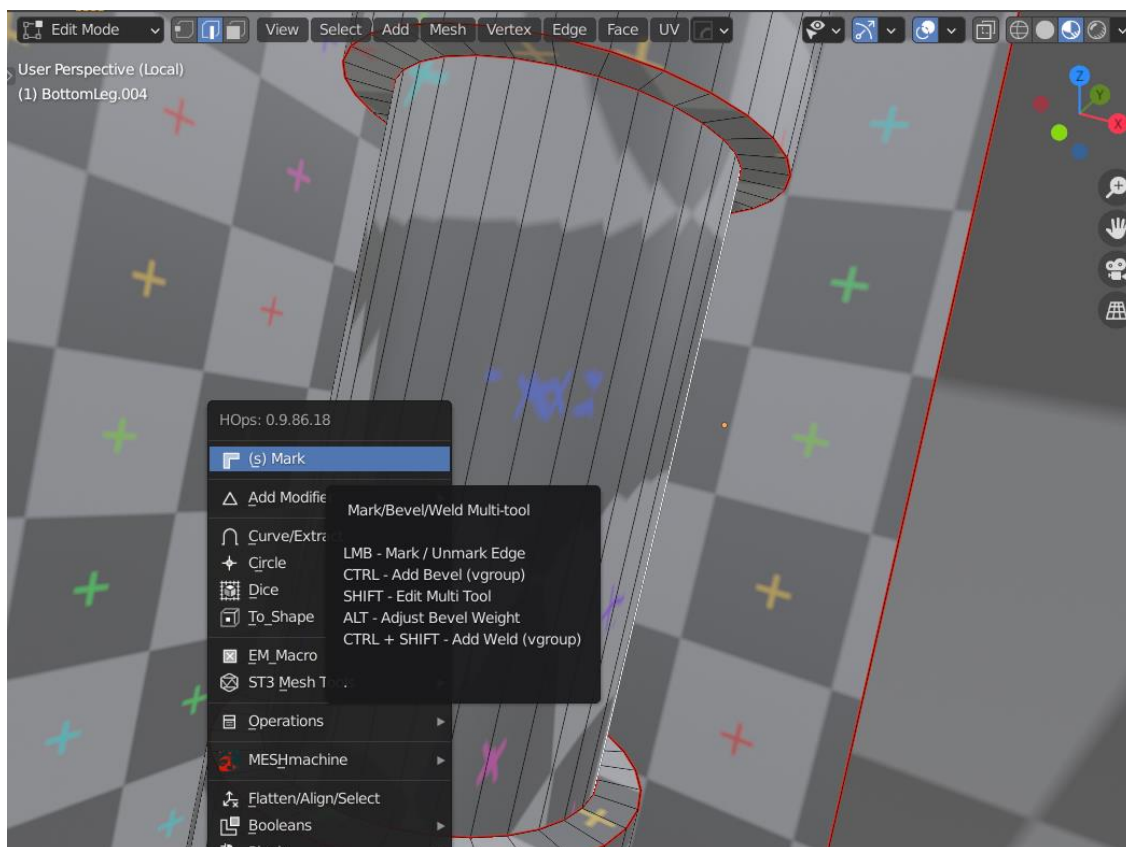 Edit Mode View Select Add Mesh Vertex Edge Face UV
User Perspective (Local)
(1) BottomLeg.004
Z
Y
X
HOps: 0.9.86.18
(s) Mark
Add Modifie
Mark/Bevel/Weld Multi-tool
Curve/Extra
LMB - Mark / Unmark Edge
Circle
CTRL - Add Bevel (vgroup)
Dice
SHIFT - Edit Multi Tool
To_Shape
ALT - Adjust Bevel Weight
CTRL + SHIFT - Add Weld (vgroup)
EM_Macro
ST3 Mesh T
Operations
MESHmachine
Flatten/Align/Select
Booleans